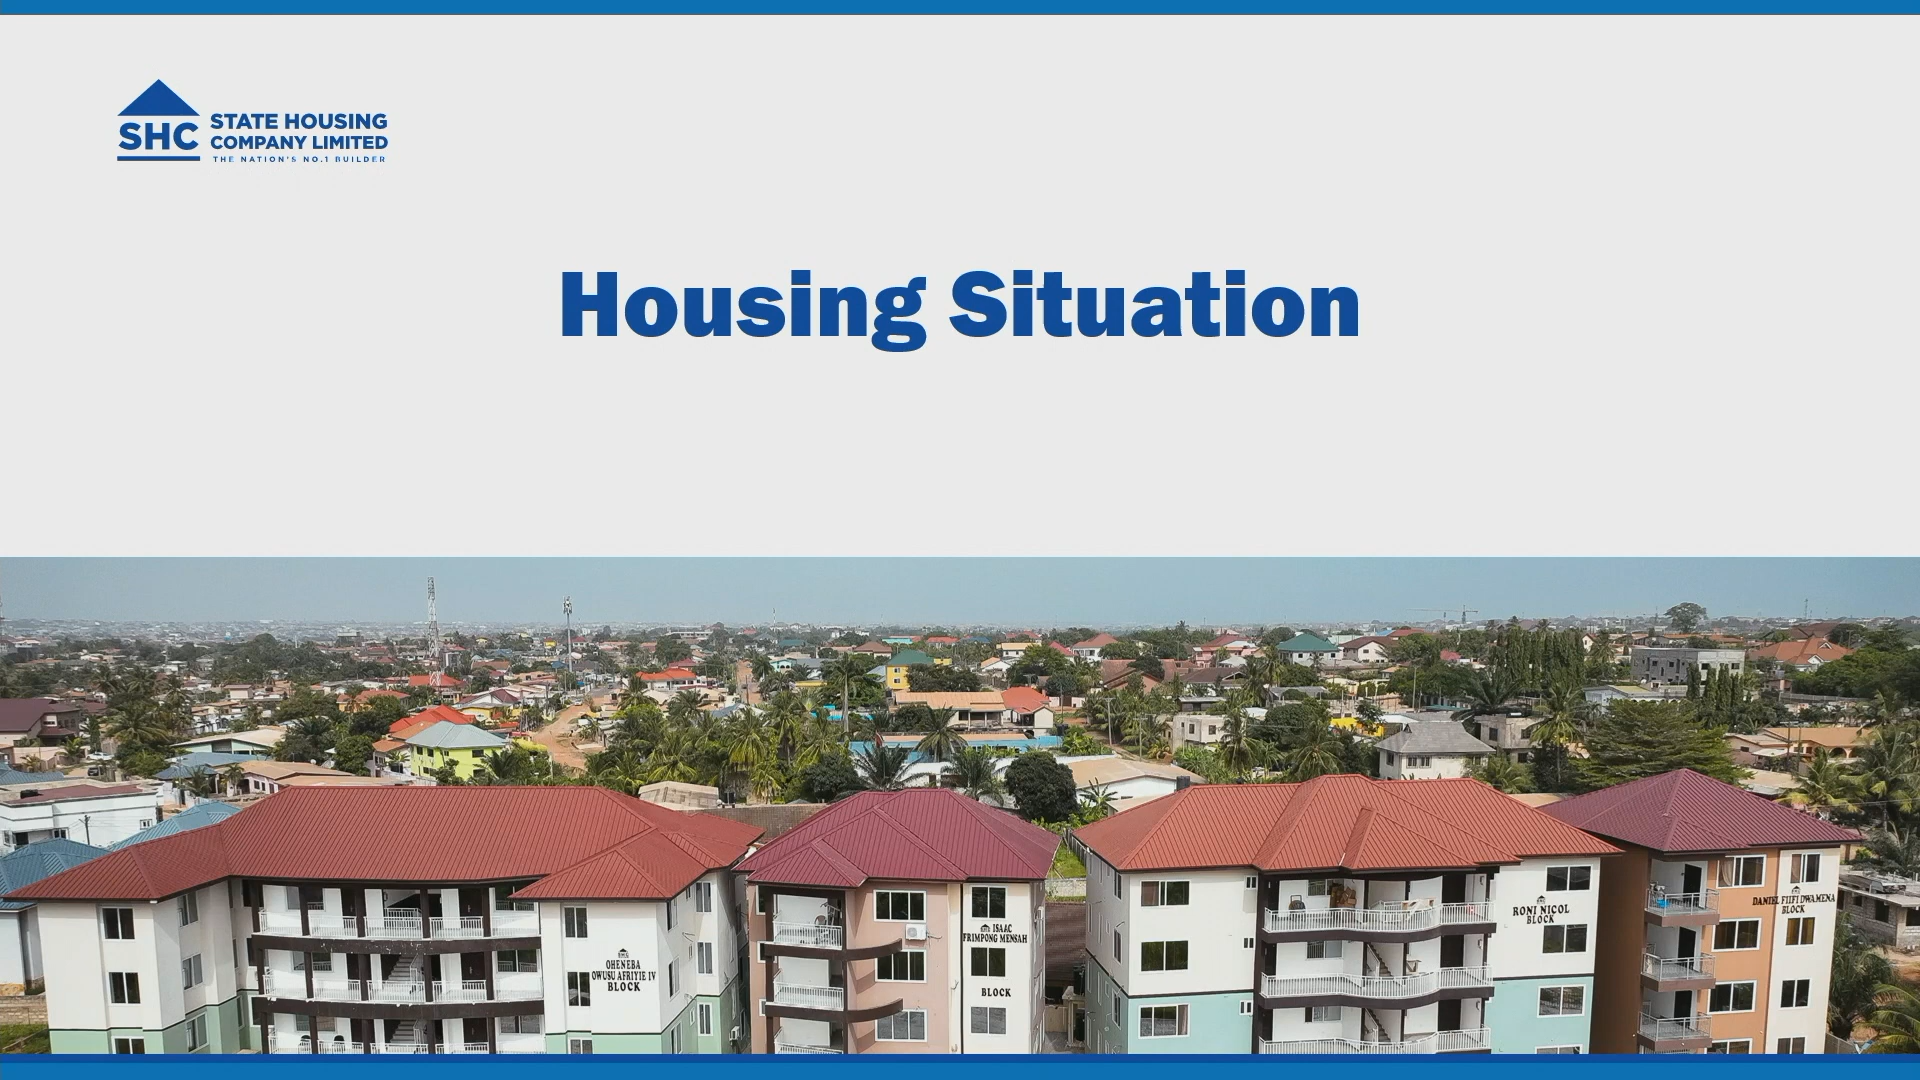 SHC
STATE HOUSING
COMPANY LIMITED
THE NATION'S NO.1 BUILDER
Housing Situation
SHC
OHENEBA
OWUSU AFRIYIE IV
BLOCK
ISAAC
FRIMPONG MENSAH
BLOCK
RONI NICOL
BLOCK
DANIEL FIIFI DWAMENA
BLOCK